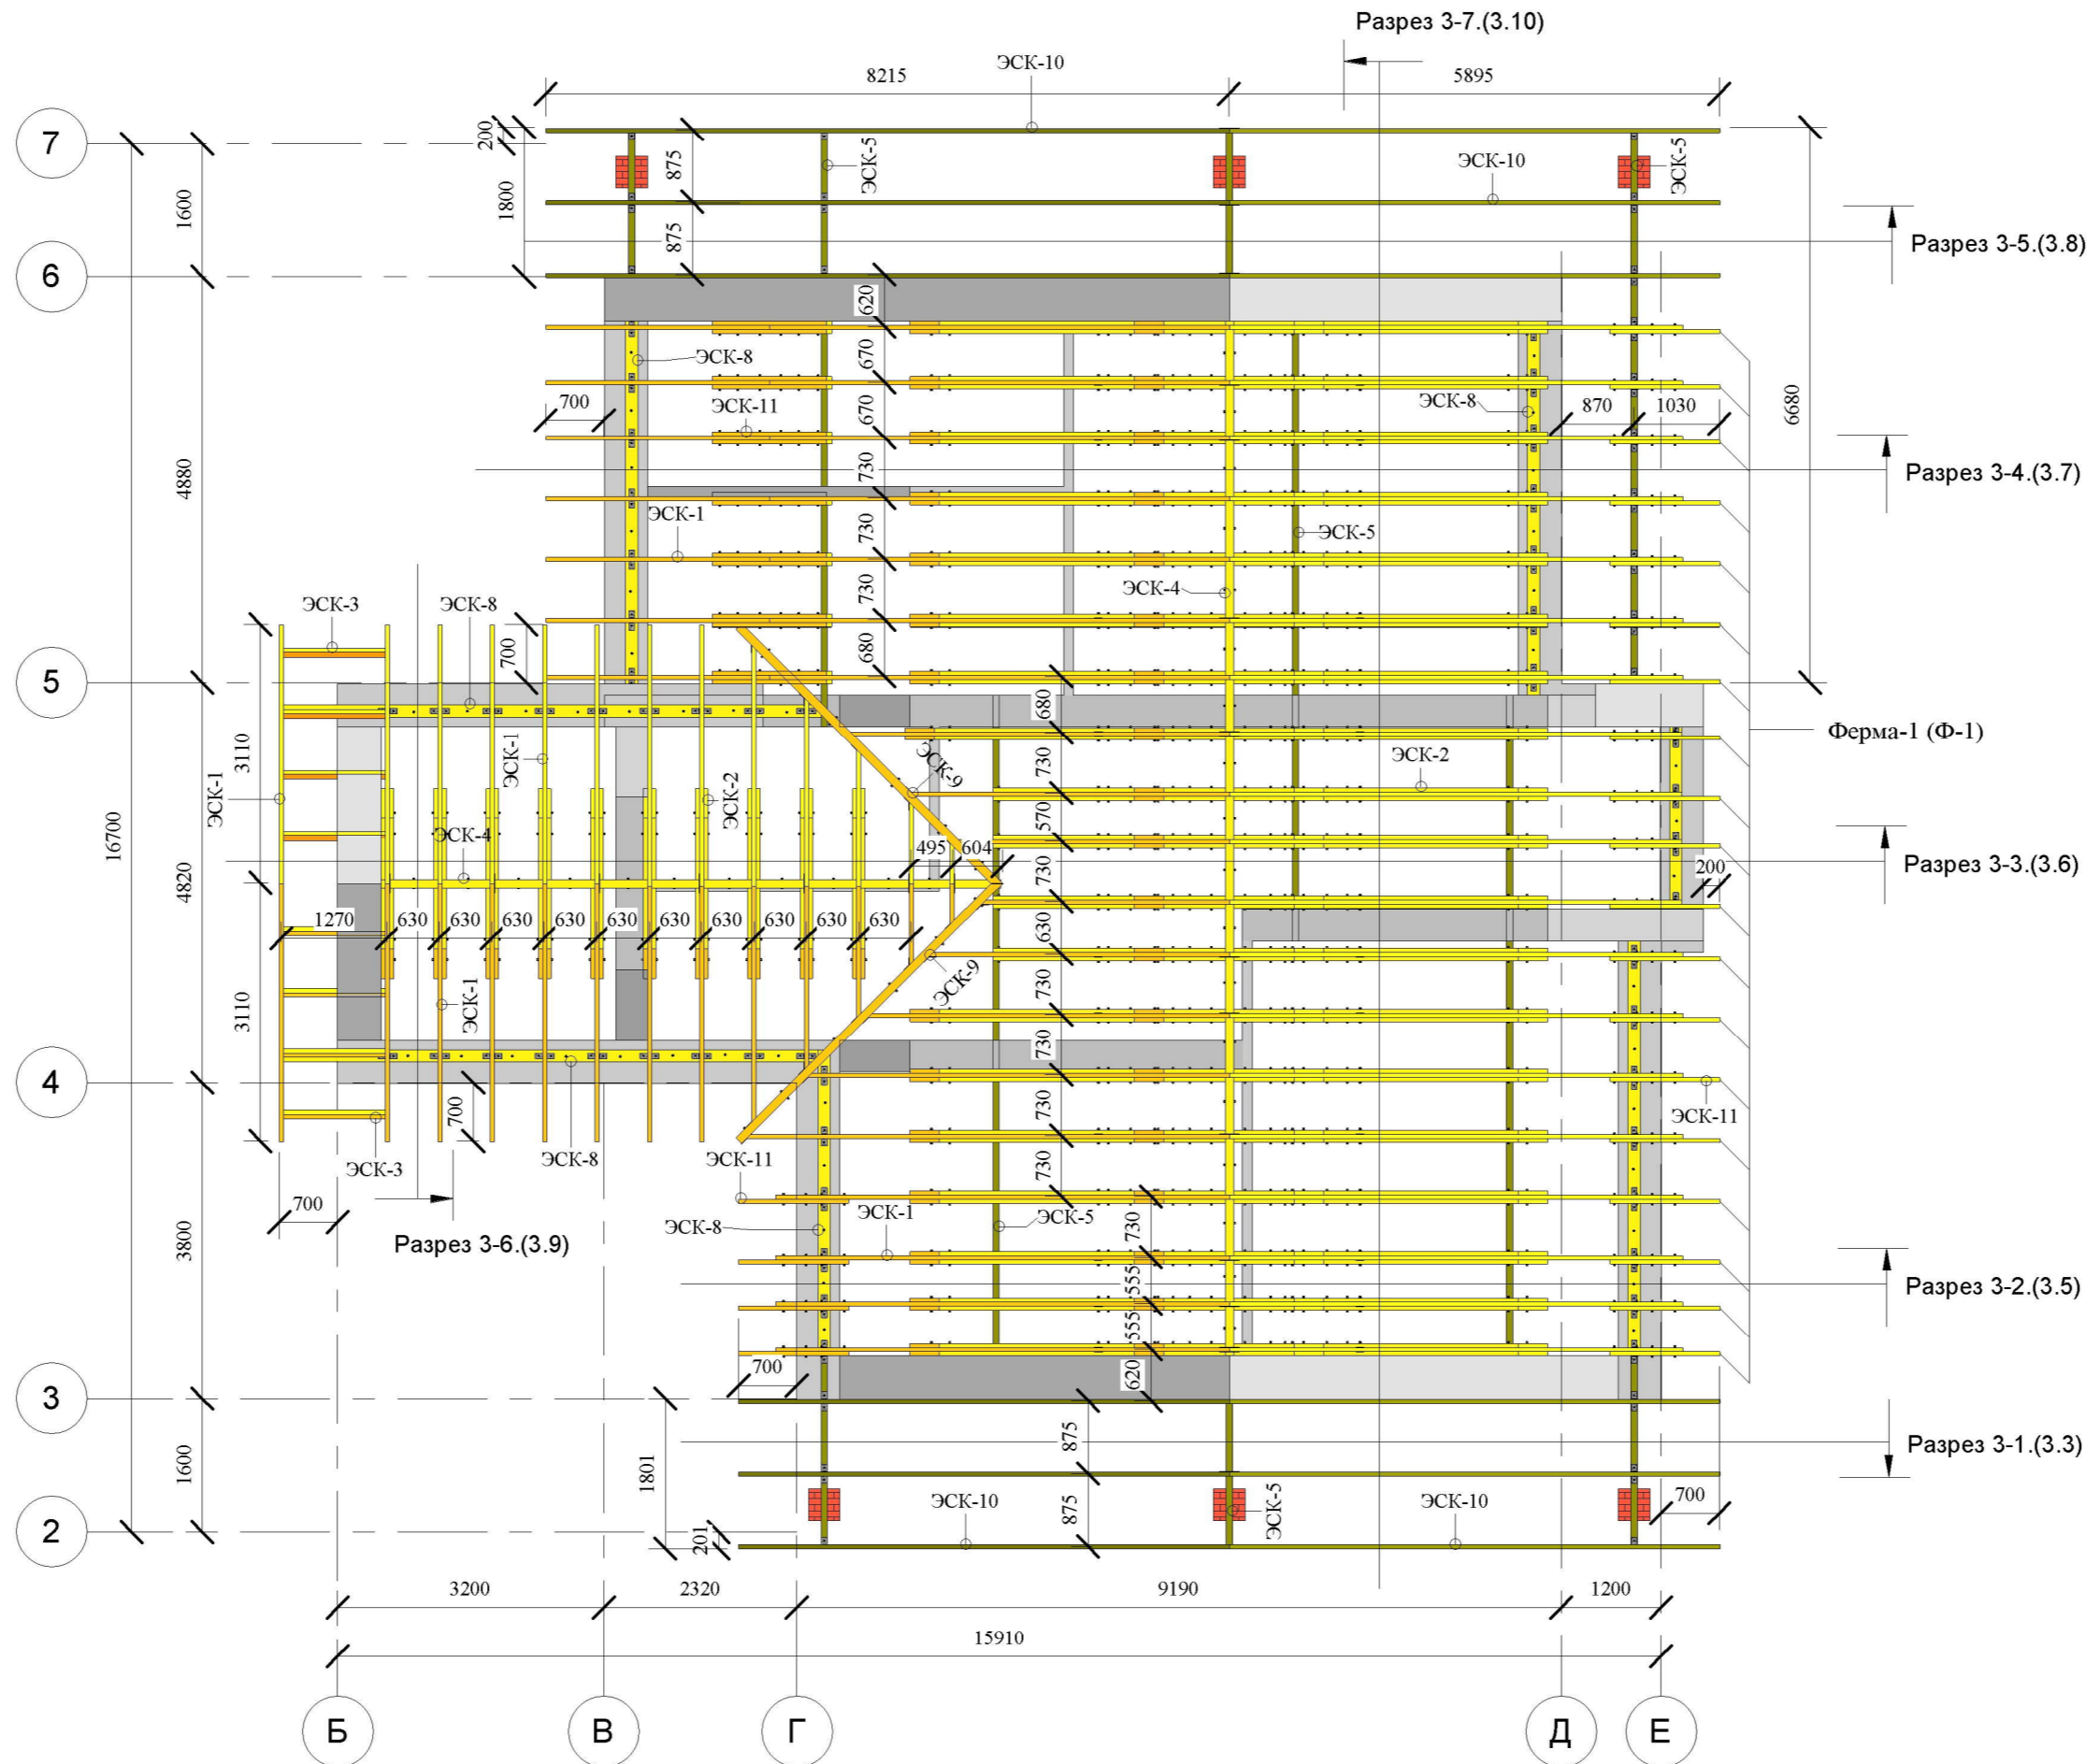 Разрез 3-7.(3.10)
8215
ЭСК-10
5895
7
200
875
ЭСК-5
ЭСК-10
ЭСК-5
1600
1800
875
Разрез 3-5.(3.8)
6
620
ЭСК-8
670
700
ЭСК-11
670
ЭСК-8
870
1030
6680
4880
730
Разрез 3-4.(3.7)
ЭСК-1
730
ЭСК-5
ЭСК-4
730
ЭСК-3
ЭСК-8
700
680
5
680
Ферма-1 (Ф-1)
3110
ЭСК-1
ЭСК-1
ЭСК-2
ЭСК-9
730
ЭСК-2
16700
ЭСК-4
570
495
604
730
Разрез 3-3.(3.6)
200
4820
1270
630
630
630
630
630
630
630
630
630
630
3110
ЭСК-1
ЭСК-9
730
730
4
700
ЭСК-3
ЭСК-8
ЭСК-11
730
ЭСК-11
730
700
Разрез 3-6.(3.9)
ЭСК-8
ЭСК-1
ЭСК-5
730
3800
555
Разрез 3-2.(3.5)
555
700
620
3
875
Разрез 3-1.(3.3)
1600
1801
ЭСК-10
ЭСК-5
ЭСК-10
700
875
2
201
3200
2320
9190
1200
15910
Б
В
Г
Д
Е